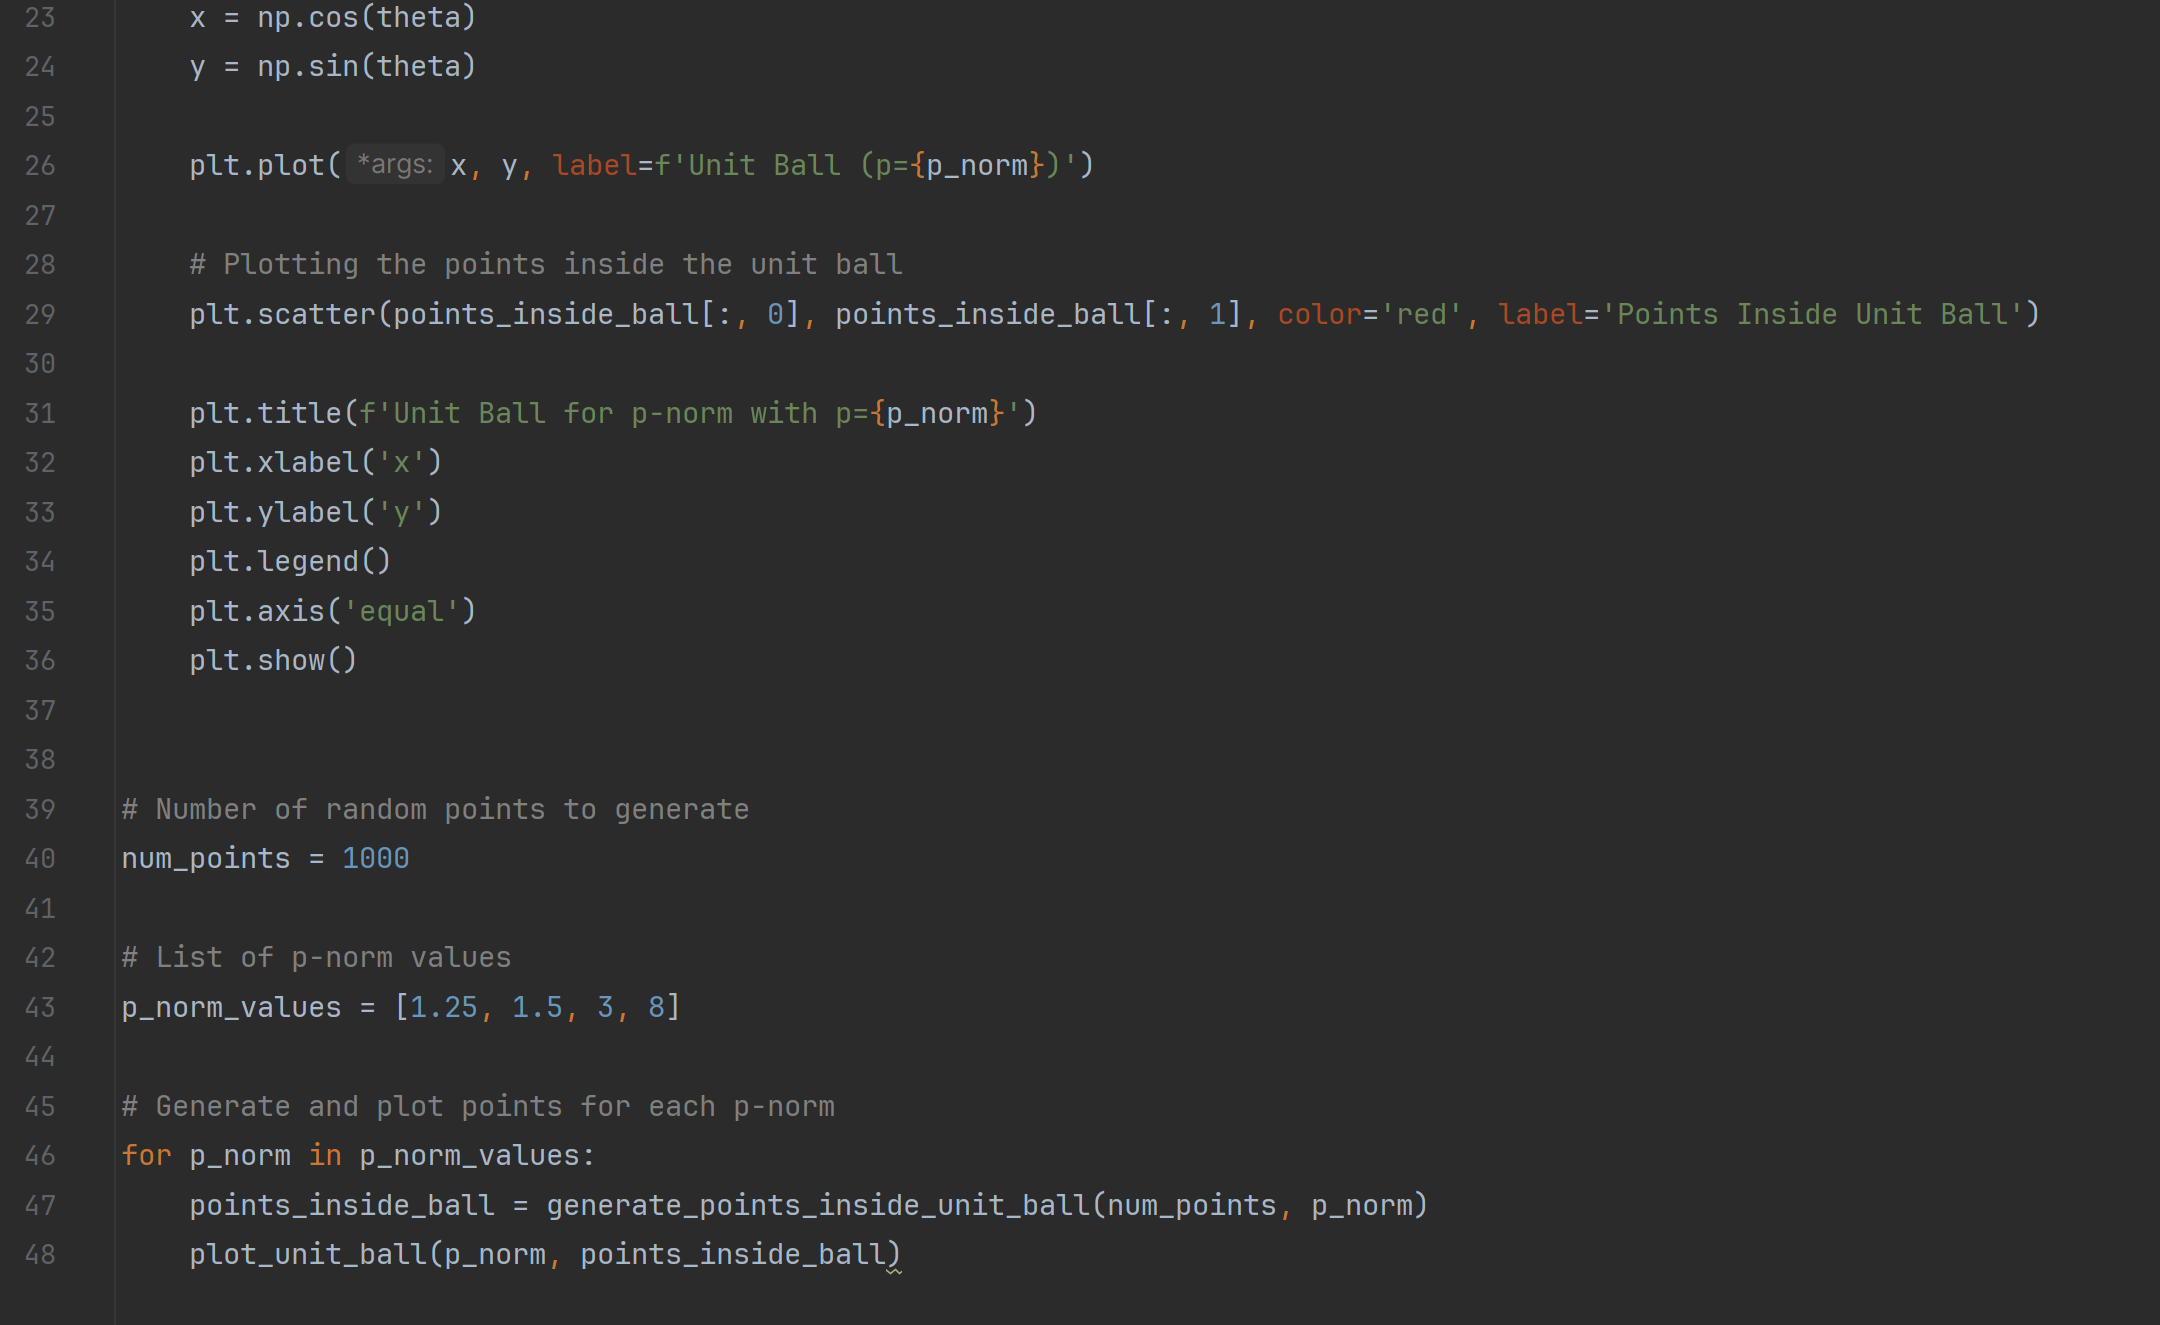 23 x = np.cos(theta)
24 y = np.sin(theta)
25
26 plt.plot( *args: x, y, label=f'Unit Ball (p={p_norm})')
27
28 # Plotting the points inside the unit ball
29 plt.scatter(points_inside_ball[:, 0], points_inside_ball[:, 1], color='red', label='Points Inside Unit Ball')
30
31 plt.title(f'Unit Ball for p-norm with p={p_norm}')
32 plt.xlabel('x')
33 plt.ylabel('y')
34 plt.legend()
35 plt.axis('equal')
36 plt.show()
37
38
39 # Number of random points to generate
40 num_points = 1000
41
42 # List of p-norm values
43 p_norm_values = [1.25, 1.5, 3, 8]
44
45 # Generate and plot points for each p-norm
46 for p_norm in p_norm_values:
47 points_inside_ball = generate_points_inside_unit_ball(num_points, p_norm)
48 plot_unit_ball(p_norm, points_inside_ball)